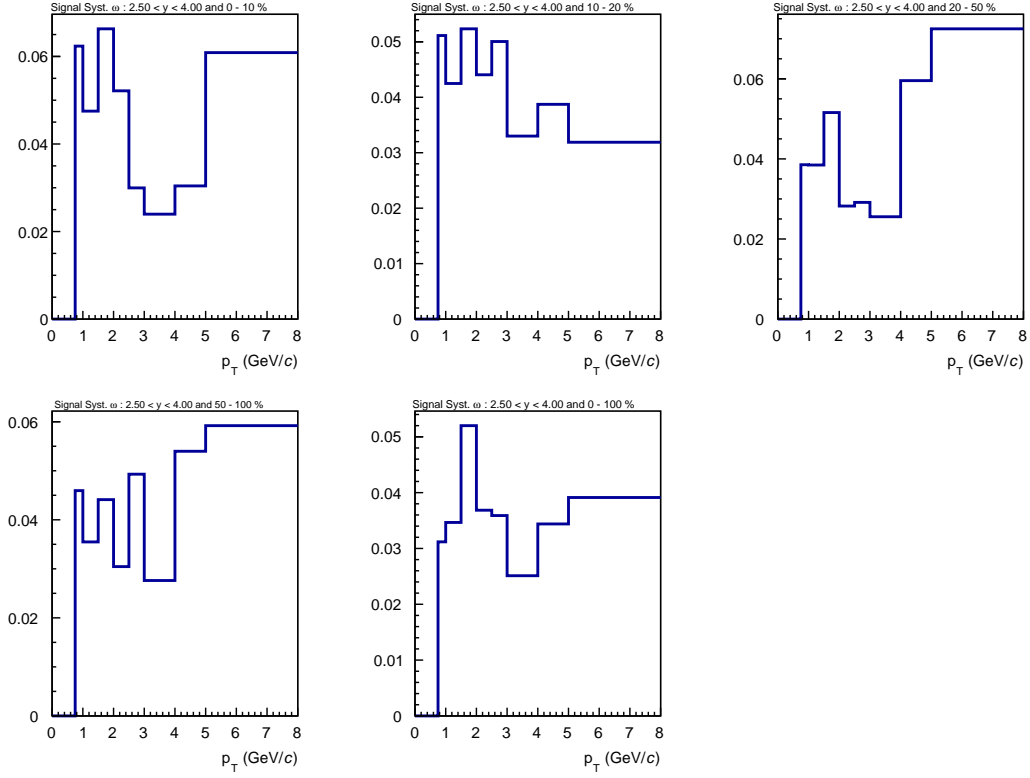 Signal Syst. ω : 2.50 < y < 4.00 and 0 - 10 %
0.06
0.04
0.02
0
0 1 2 3 4 5 6 7 8
p_T (GeV/c)
Signal Syst. ω : 2.50 < y < 4.00 and 10 - 20 %
0.05
0.04
0.03
0.02
0.01
0
0 1 2 3 4 5 6 7 8
p_T (GeV/c)
Signal Syst. ω : 2.50 < y < 4.00 and 20 - 50 %
0.06
0.04
0.02
0
0 1 2 3 4 5 6 7 8
p_T (GeV/c)
Signal Syst. ω : 2.50 < y < 4.00 and 50 - 100 %
0.06
0.04
0.02
0
0 1 2 3 4 5 6 7 8
p_T (GeV/c)
Signal Syst. ω : 2.50 < y < 4.00 and 0 - 100 %
0.05
0.04
0.03
0.02
0.01
0
0 1 2 3 4 5 6 7 8
p_T (GeV/c)